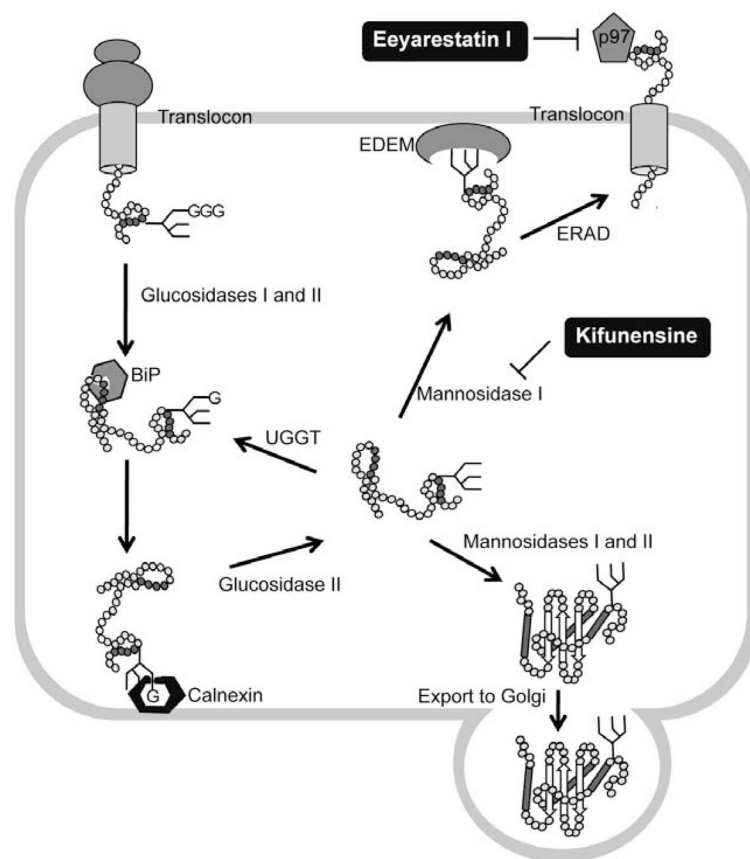 Eeyarestatin I
p97
Translocon
Translocon
EDEM
GGG
ERAD
Glucosidases I and II
Kifunensine
BiP
Mannosidase I
G
UGGT
Mannosidases I and II
Glucosidase II
G
Calnexin
Export to Golgi